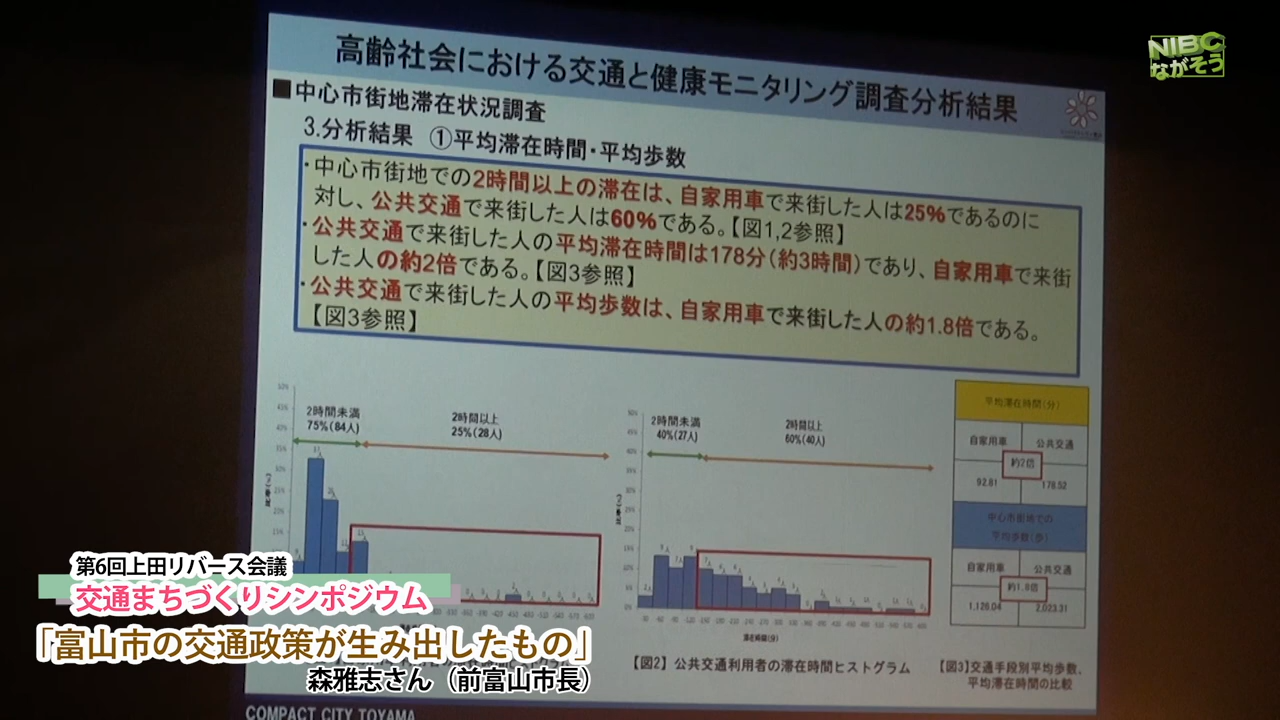 NIBC
ながそう
高齢社会における交通と健康モニタリング調査分析結果
■中心市街地滞在状況調査
3.分析結果 ①平均滞在時間・平均歩数
・中心市街地での2時間以上の滞在は、自家用車で来街した人は25%であるのに
対し、公共交通で来街した人は60%である。【図1,2参照】
・公共交通で来街した人の平均滞在時間は178分(約3時間)であり、自家用車で来街
した人の約2倍である。【図3参照】
・公共交通で来街した人の平均歩数は、自家用車で来街した人の約1.8倍である。
【図3参照】
2時間未満
75%(84人)
2時間以上
25%(28人)
2時間未満
40%(27人)
2時間以上
60%(40人)
平均滞在時間(分)
自家用車 公共交通
約2倍
92.81 178.52
中心市街地での
平均歩数(歩)
自家用車 公共交通
約1.8倍
1,126.04 2,023.31
滞在時間(分)
【図2】 公共交通利用者の滞在時間ヒストグラム
【図3】交通手段別平均歩数、
平均滞在時間の比較
第6回上田リバース会議
交通まちづくりシンポジウム
「富山市の交通政策が生み出したもの」
森雅志さん(前富山市長)
COMPACT CITY TOYAMA